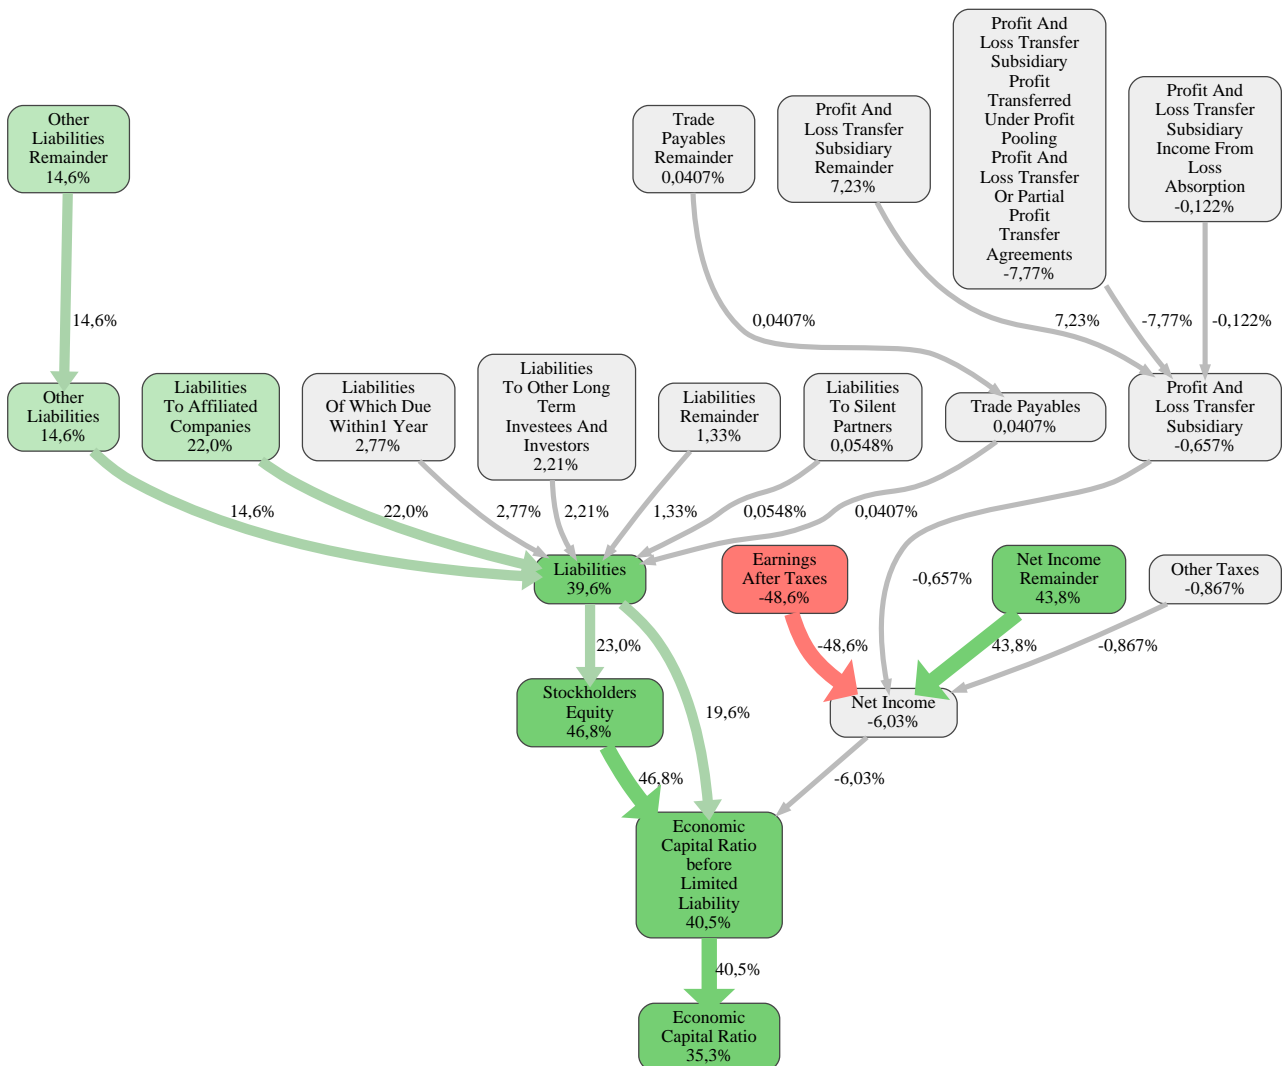 Profit And
Loss Transfer
Subsidiary
Profit
Transferred
Under Profit
Pooling
Profit And
Loss Transfer
Or Partial
Profit
Transfer
Agreements
-7,77%
Other
Liabilities
Remainder
14,6%
Trade
Payables
Remainder
0,0407%
Profit And
Loss Transfer
Subsidiary
Remainder
7,23%
Profit And
Loss Transfer
Subsidiary
Income From
Loss
Absorption
-0,122%
14,6%
0,0407%
7,23%
-7,77%
-0,122%
Other
Liabilities
14,6%
Liabilities
To Affiliated
Companies
22,0%
Liabilities
Of Which Due
Within1 Year
2,77%
Liabilities
To Other Long
Term
Investees And
Investors
2,21%
Liabilities
Remainder
1,33%
Liabilities
To Silent
Partners
0,0548%
Trade Payables
0,0407%
Profit And
Loss Transfer
Subsidiary
-0,657%
14,6%
22,0%
2,77%
2,21%
1,33%
0,0548%
0,0407%
Liabilities
39,6%
Earnings
After Taxes
-48,6%
-0,657%
Net Income
Remainder
43,8%
Other Taxes
-0,867%
23,0%
19,6%
-48,6%
43,8%
-0,867%
Stockholders
Equity
46,8%
Net Income
-6,03%
46,8%
-6,03%
Economic
Capital Ratio
before
Limited
Liability
40,5%
40,5%
Economic
Capital Ratio
35,3%